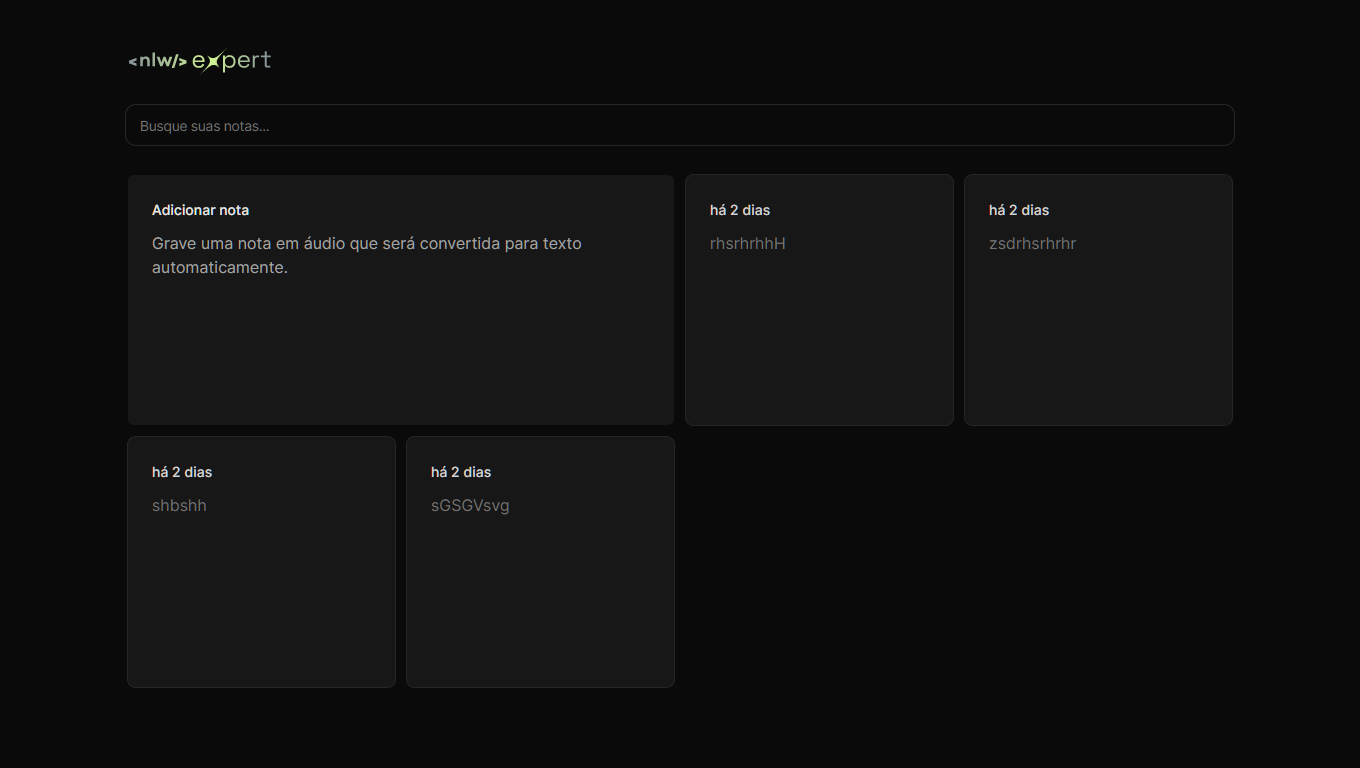 <nlw/> expert
Busque suas notas...
Adicionar nota
Grave uma nota em áudio que será convertida para texto
automaticamente.
há 2 dias
rhsrhrhhH
há 2 dias
zsdrhsrhrhr
há 2 dias
shbshh
há 2 dias
sGSGVsvg